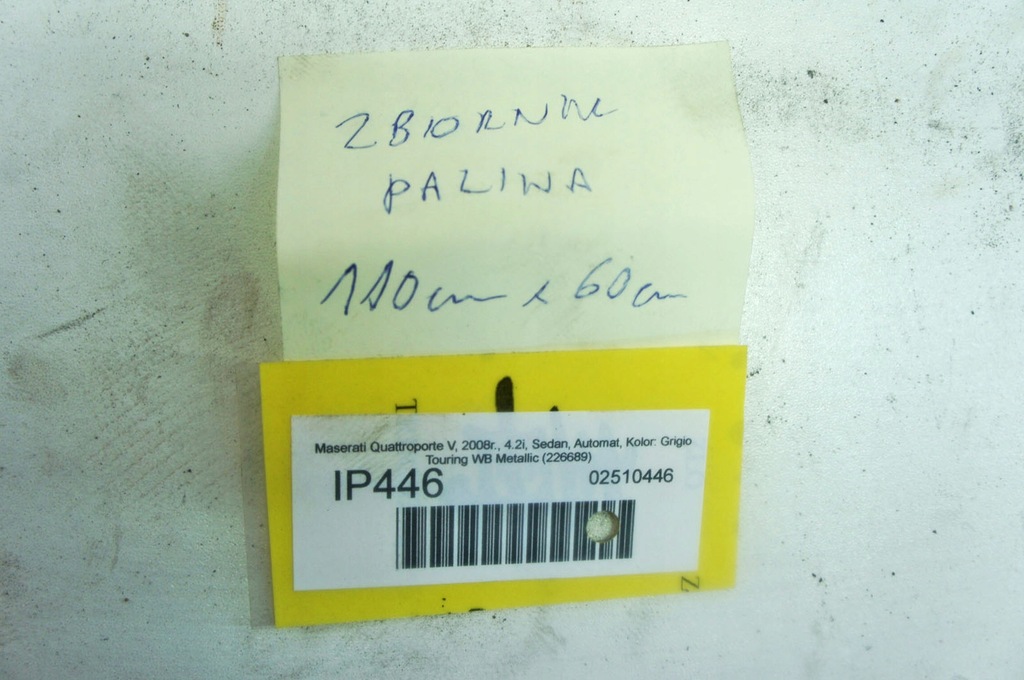 ZBIORNIK
PALIWA
110cm x 60cm
T
Maserati Quattroporte V, 2008r., 4.2i, Sedan, Automat, Kolor: Grigio
Touring WB Metallic (226689)
IP446 02510446
Z